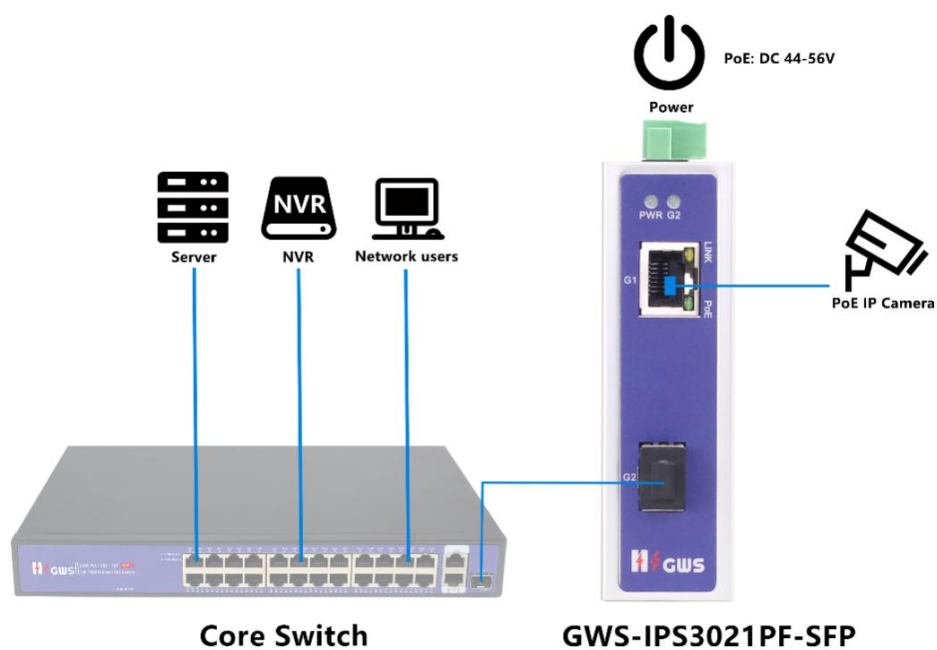 PoE: DC 44-56V
Power
PWR G2
LINK
G1
PoE
PoE IP Camera
G2
GWS
NVR
Server
NVR
Network users
GWS
Core Switch
GWS-IPS3021PF-SFP